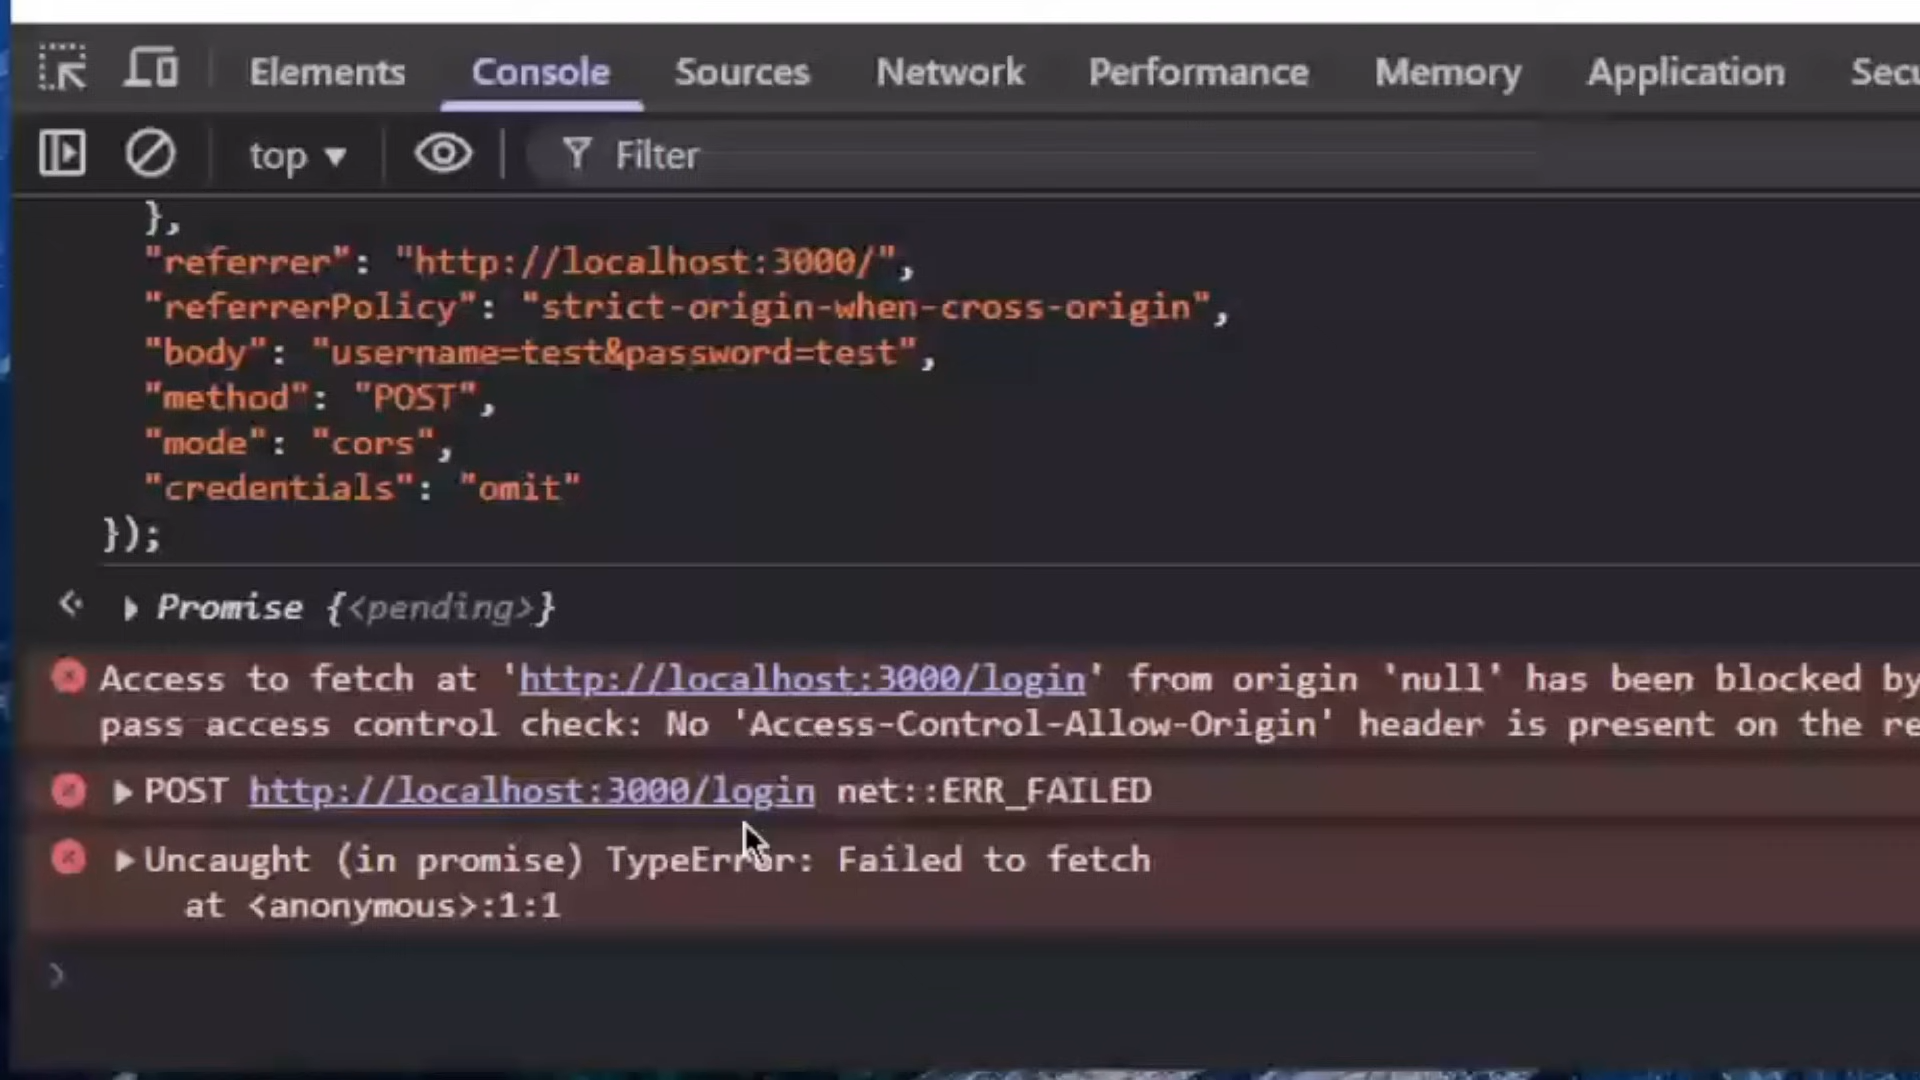 Elements Console Sources Network Performance Memory Application Secu
top ▼ Filter
},
"referrer": "http://localhost:3000/",
"referrerPolicy": "strict-origin-when-cross-origin",
"body": "username=test&password=test",
"method": "POST",
"mode": "cors",
"credentials": "omit"
});
Promise {<pending>}
Access to fetch at 'http://localhost:3000/login' from origin 'null' has been blocked by
pass access control check: No 'Access-Control-Allow-Origin' header is present on the re
POST http://localhost:3000/login net::ERR_FAILED
Uncaught (in promise) TypeError: Failed to fetch
at <anonymous>:1:1